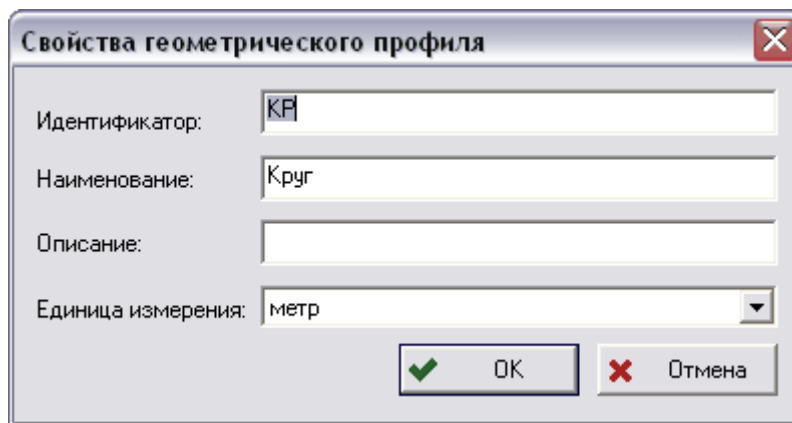 Свойства геометрического профиля
Идентификатор: КР
Наименование: Круг
Описание:
Единица измерения: метр
OK Отмена